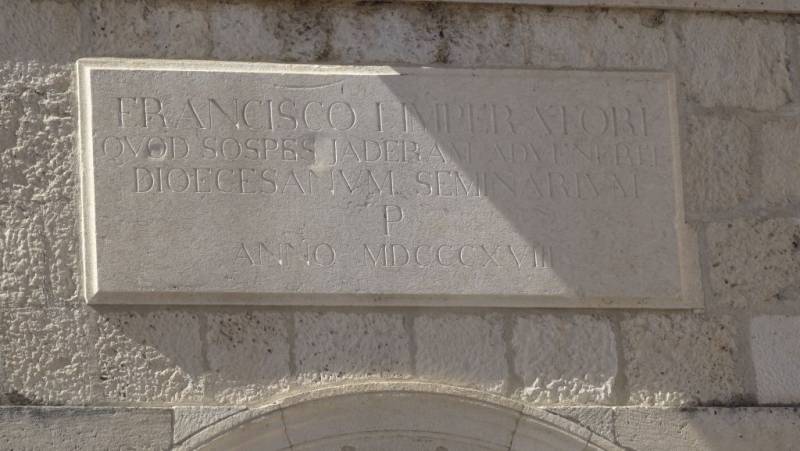 FRANCISCO I IMPERATORI
QVOD SOSPES JADERAM ADVENERIT
DIOECESANVM SEMINARIVM
P
ANNO MDCCCXVIII